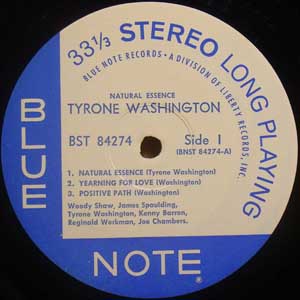 33 1/3 STEREO LONG PLAYING
BLUE NOTE RECORDS • A DIVISION OF LIBERTY RECORDS, INC.
NATURAL ESSENCE
TYRONE WASHINGTON
BST 84274
Side 1
(BNST 84274-A)
1. NATURAL ESSENCE (Tyrone Washington)
2. YEARNING FOR LOVE (Washington)
3. POSITIVE PATH (Washington)
Woody Shaw, James Spaulding,
Tyrone Washington, Kenny Barron,
Reginald Workman, Joe Chambers.
BLUE
NOTE ®